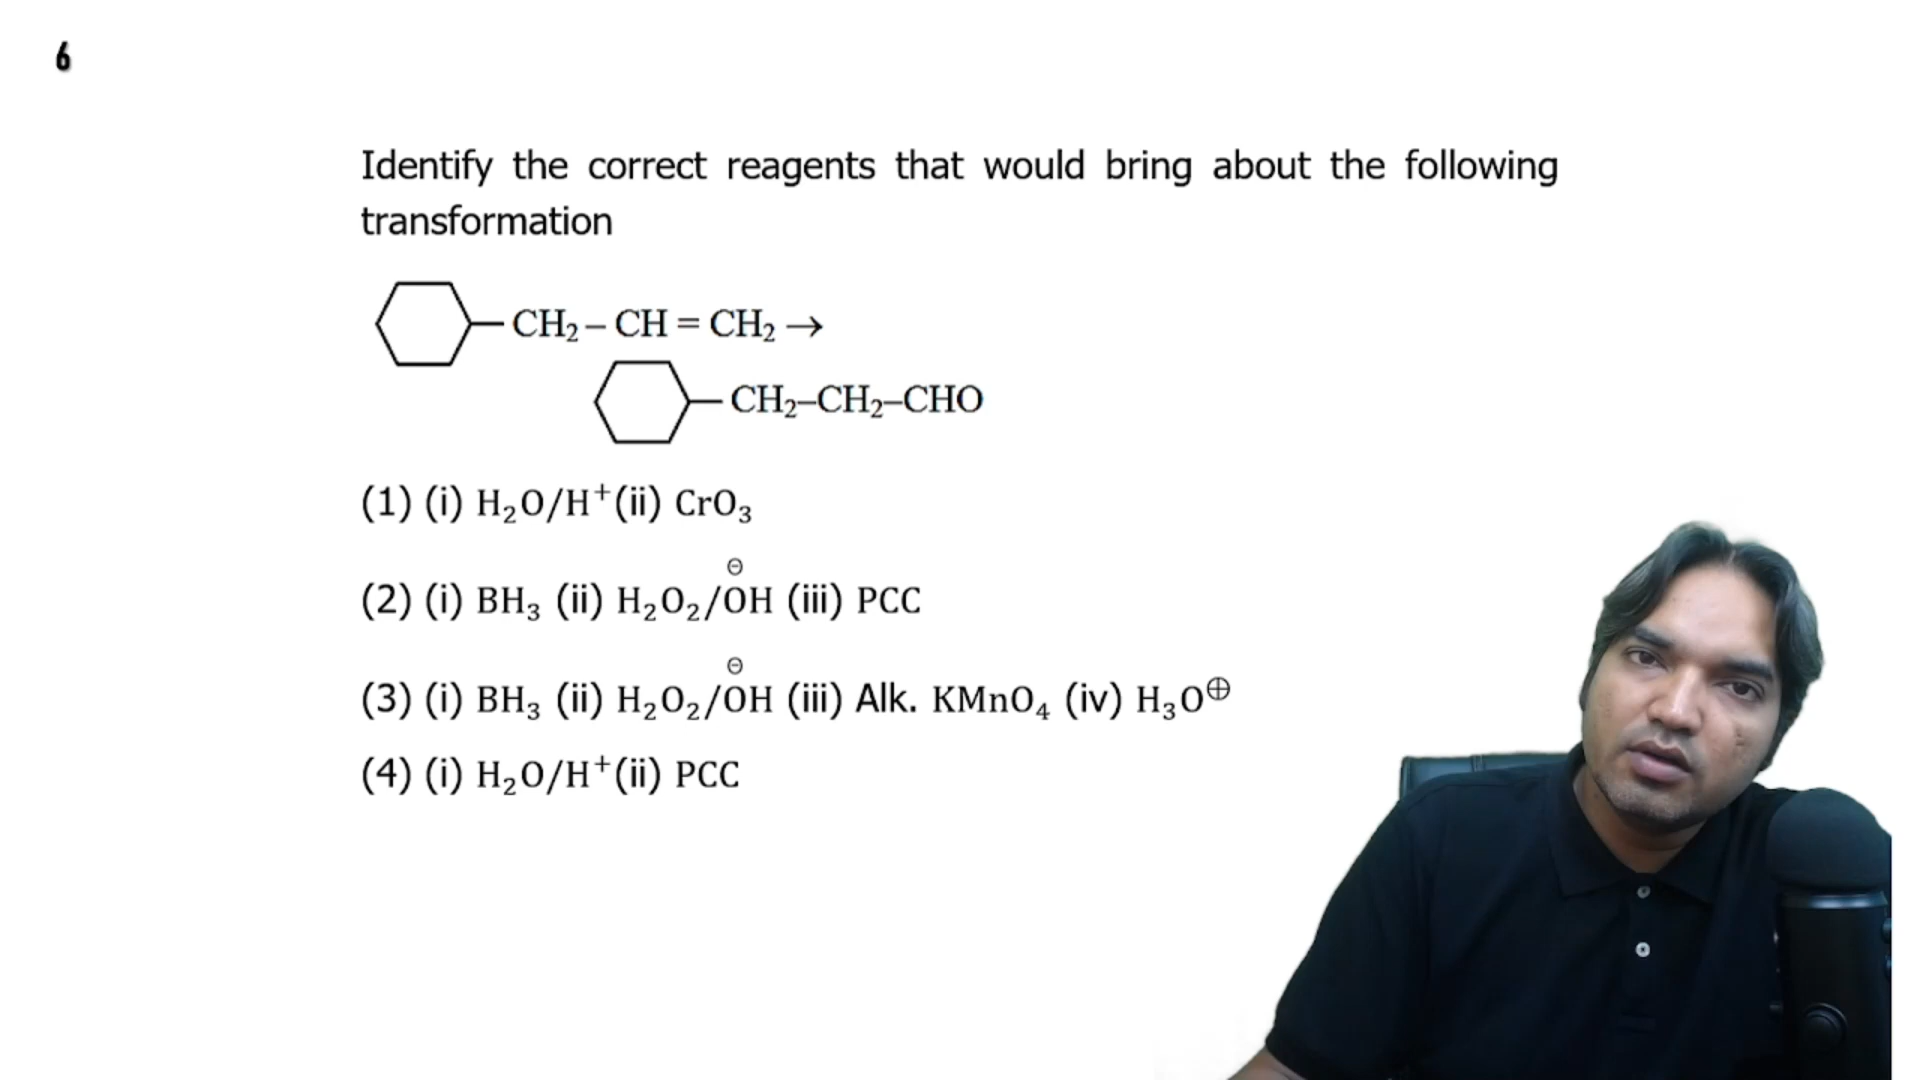 6
Identify the correct reagents that would bring about the following
transformation
CH₂ – CH = CH₂ →
CH₂–CH₂–CHO
(1) (i) H₂O/H⁺(ii) CrO₃
(2) (i) BH₃ (ii) H₂O₂/O⊖H (iii) PCC
(3) (i) BH₃ (ii) H₂O₂/O⊖H (iii) Alk. KMnO₄ (iv) H₃O⊕
(4) (i) H₂O/H⁺(ii) PCC